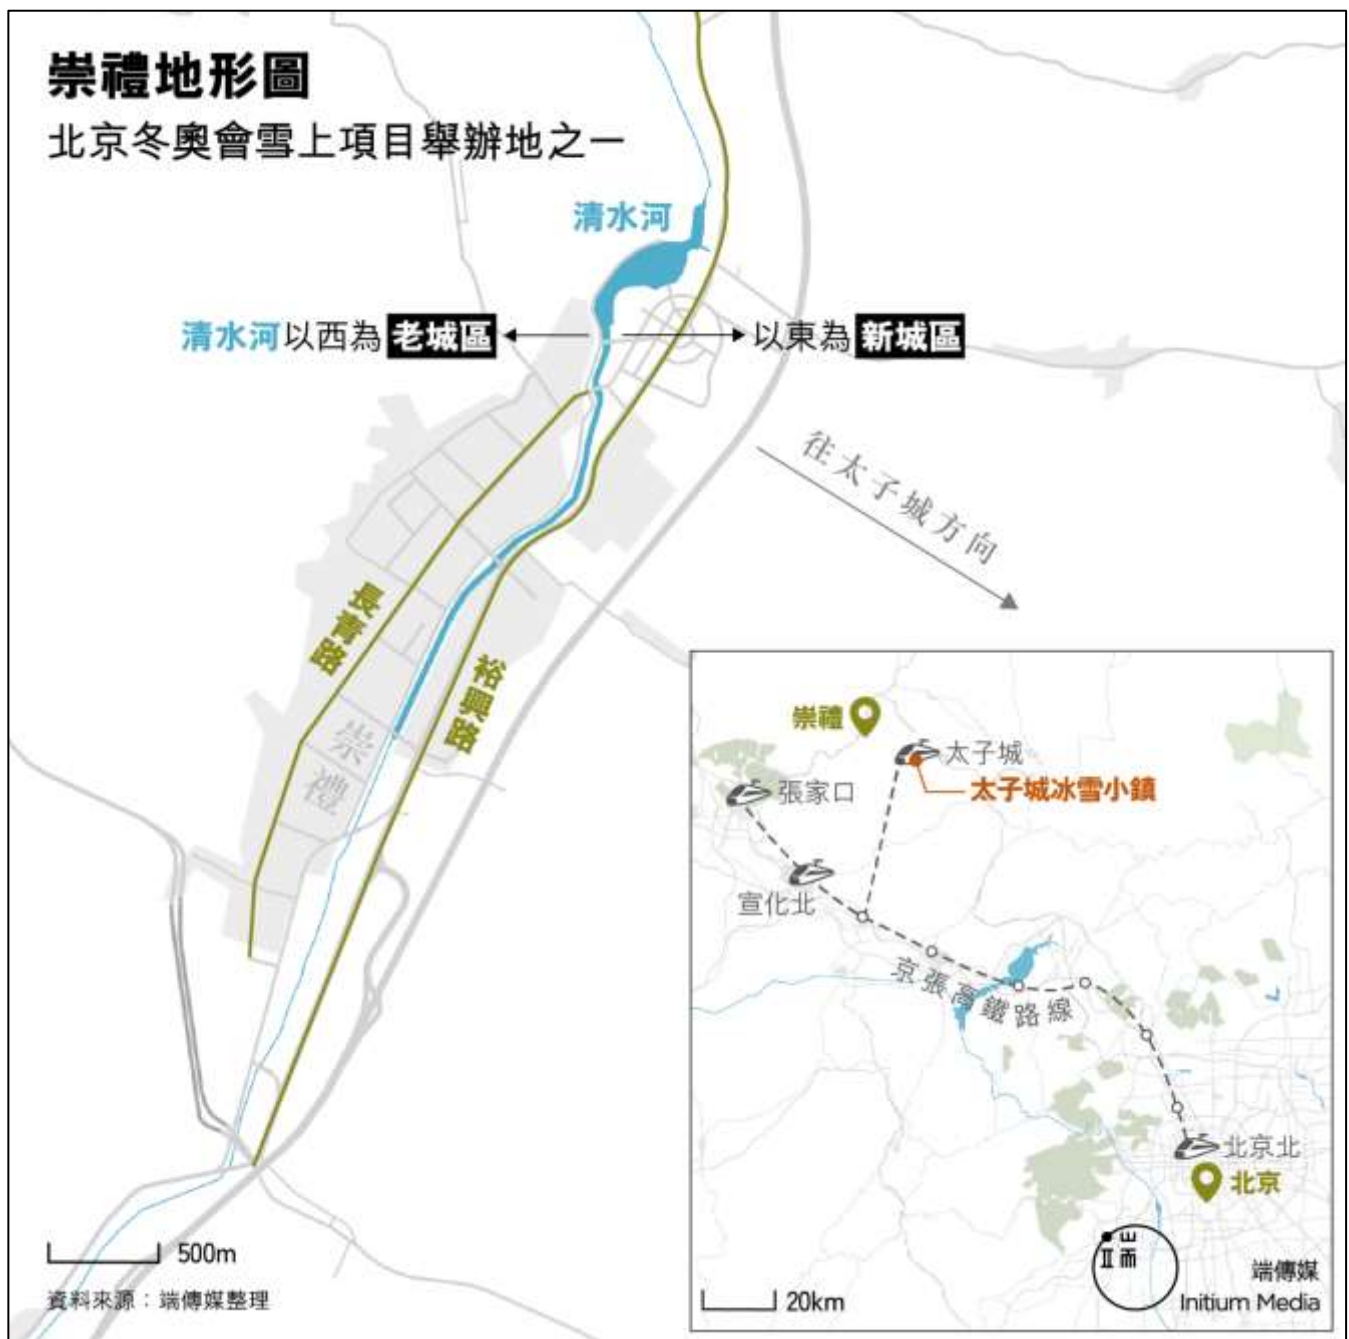 崇禮地形圖
北京冬奧會雪上項目舉辦地之一
清水河
清水河以西為 老城區
以東為 新城區
往太子城方向
長青路
裕興路
崇禮
崇禮
太子城
太子城冰雪小鎮
張家口
宣化北
京張高鐵路線
北京北
北京
500m
資料來源：端傳媒整理
20km
端
端傳媒
Initium Media